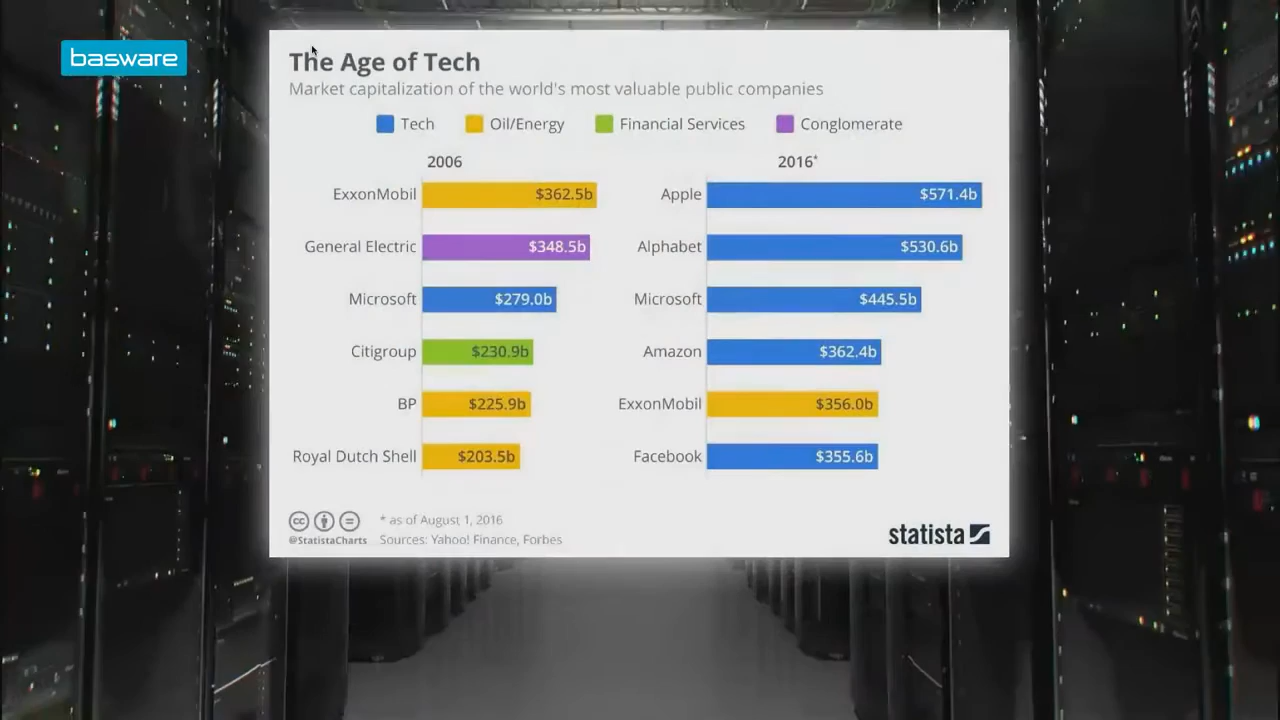 basware
The Age of Tech
Market capitalization of the world's most valuable public companies
Tech Oil/Energy Financial Services Conglomerate
2006
ExxonMobil $362.5b
General Electric $348.5b
Microsoft $279.0b
Citigroup $230.9b
BP $225.9b
Royal Dutch Shell $203.5b
2016*
Apple $571.4b
Alphabet $530.6b
Microsoft $445.5b
Amazon $362.4b
ExxonMobil $356.0b
Facebook $355.6b
cc
@StatistaCharts
* as of August 1, 2016
Sources: Yahoo! Finance, Forbes
statista